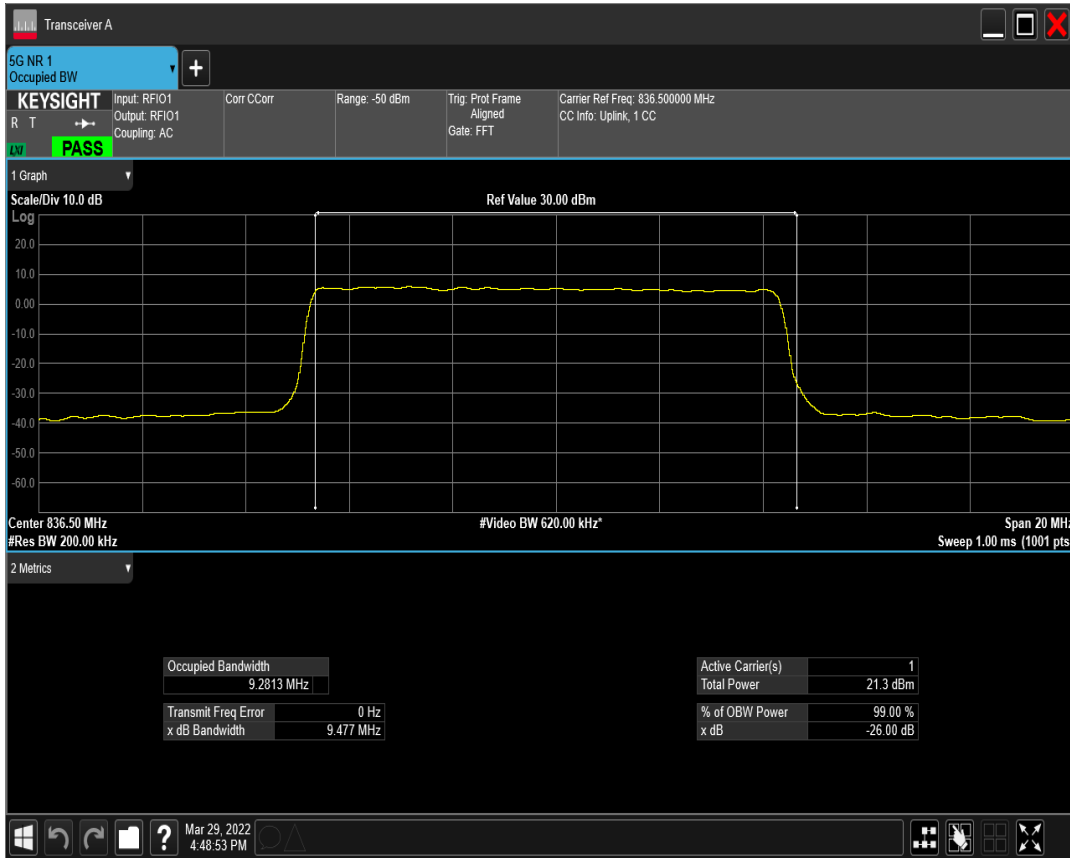 Transceiver A
5G NR 1
Occupied BW
KEYSIGHT
R T
LXI
PASS
Input: RFIO1
Output: RFIO1
Coupling: AC
Corr CCorr
Range: -50 dBm
Trig: Prot Frame
Aligned
Gate: FFT
Carrier Ref Freq: 836.500000 MHz
CC Info: Uplink, 1 CC
1 Graph
Scale/Div 10.0 dB
Ref Value 30.00 dBm
Log
20.0
10.0
0.00
-10.0
-20.0
-30.0
-40.0
-50.0
-60.0
Center 836.50 MHz
#Video BW 620.00 kHz*
Span 20 MHz
#Res BW 200.00 kHz
Sweep 1.00 ms (1001 pts
2 Metrics
Occupied Bandwidth
9.2813 MHz
Transmit Freq Error 0 Hz
x dB Bandwidth 9.477 MHz
Active Carrier(s) 1
Total Power 21.3 dBm
% of OBW Power 99.00 %
x dB -26.00 dB
?
Mar 29, 2022
4:48:53 PM